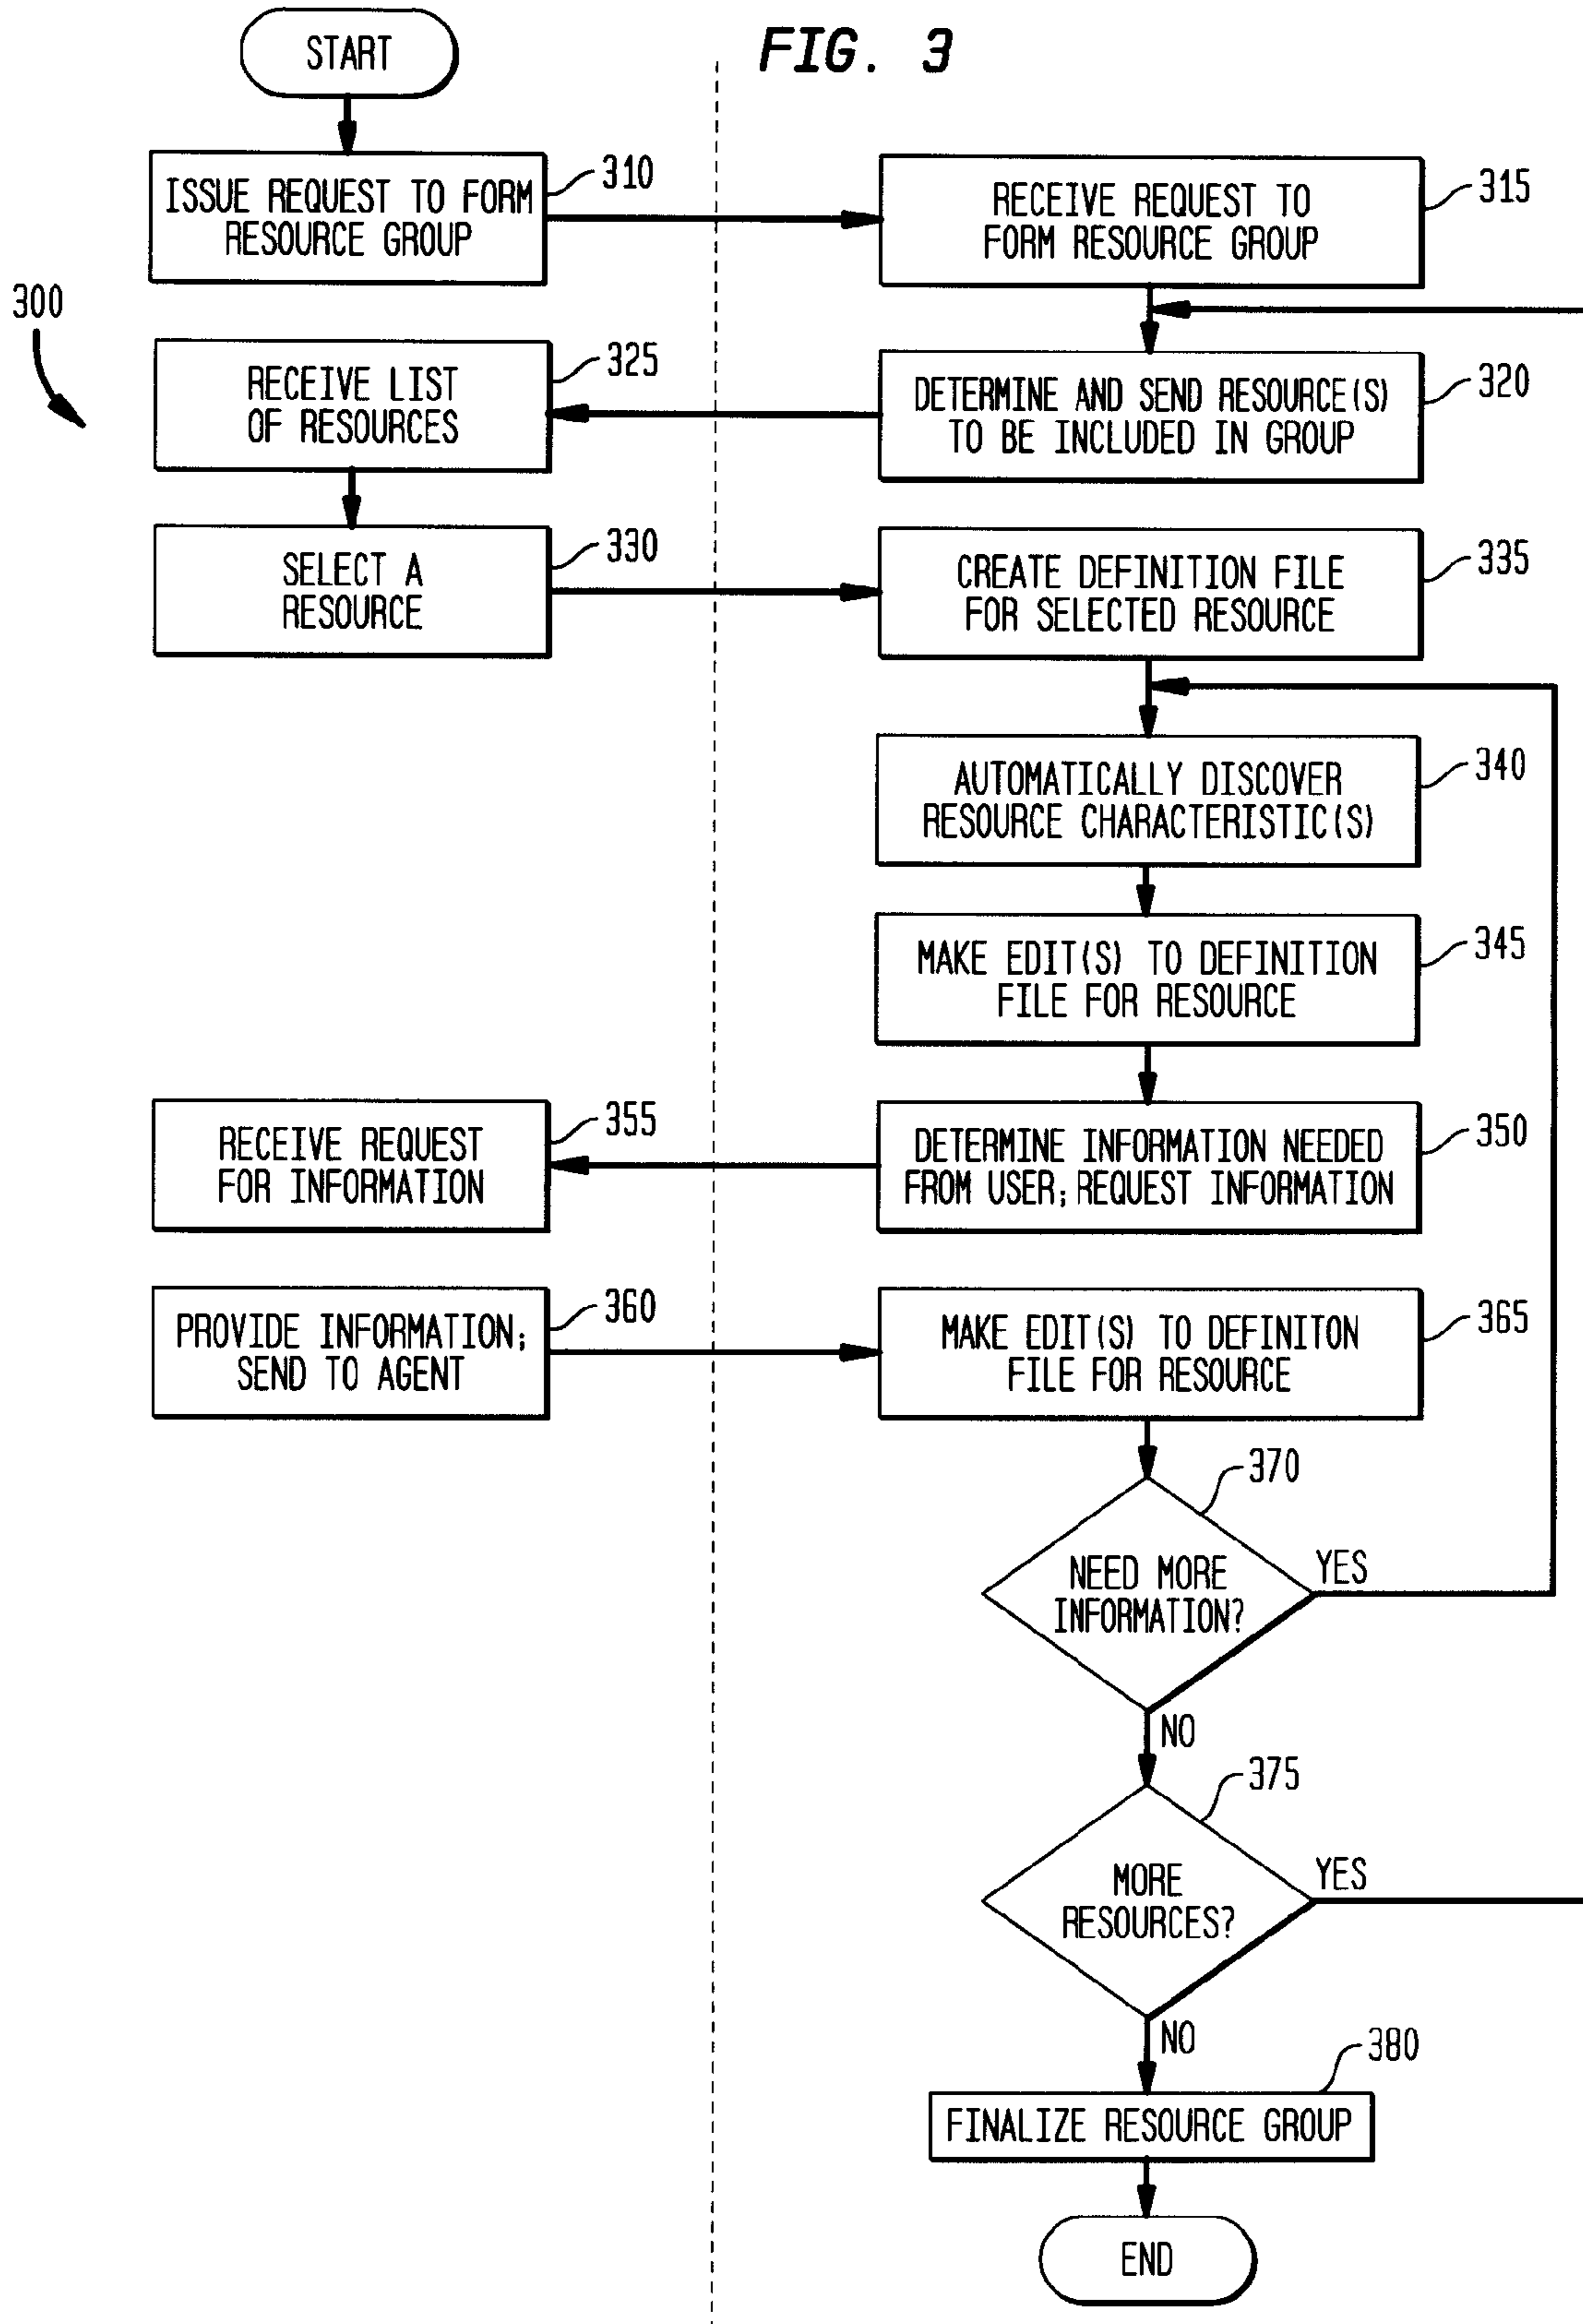 START
FIG. 3
ISSUE REQUEST TO FORM
RESOURCE GROUP
310
RECEIVE REQUEST TO
FORM RESOURCE GROUP
315
300
RECEIVE LIST
OF RESOURCES
325
DETERMINE AND SEND RESOURCE(S)
TO BE INCLUDED IN GROUP
320
SELECT A
RESOURCE
330
CREATE DEFINITION FILE
FOR SELECTED RESOURCE
335
AUTOMATICALLY DISCOVER
RESOURCE CHARACTERISTIC(S)
340
MAKE EDIT(S) TO DEFINITION
FILE FOR RESOURCE
345
RECEIVE REQUEST
FOR INFORMATION
355
DETERMINE INFORMATION NEEDED
FROM USER; REQUEST INFORMATION
350
PROVIDE INFORMATION;
SEND TO AGENT
360
MAKE EDIT(S) TO DEFINITON
FILE FOR RESOURCE
365
370
NEED MORE
INFORMATION?
YES
NO
375
MORE
RESOURCES?
YES
NO
380
FINALIZE RESOURCE GROUP
END